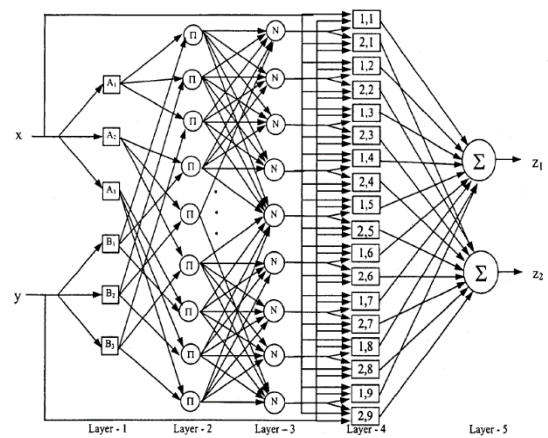 x
y
A1
A2
A3
B1
B2
B3
Π
Π
Π
Π
Π
Π
Π
Π
Π
N
N
N
N
N
N
N
N
N
1,1
2,1
1,2
2,2
1,3
2,3
1,4
2,4
1,5
2,5
1,6
2,6
1,7
2,7
1,8
2,8
1,9
2,9
Σ
Σ
z1
z2
Layer - 1 Layer - 2 Layer - 3 Layer - 4 Layer - 5